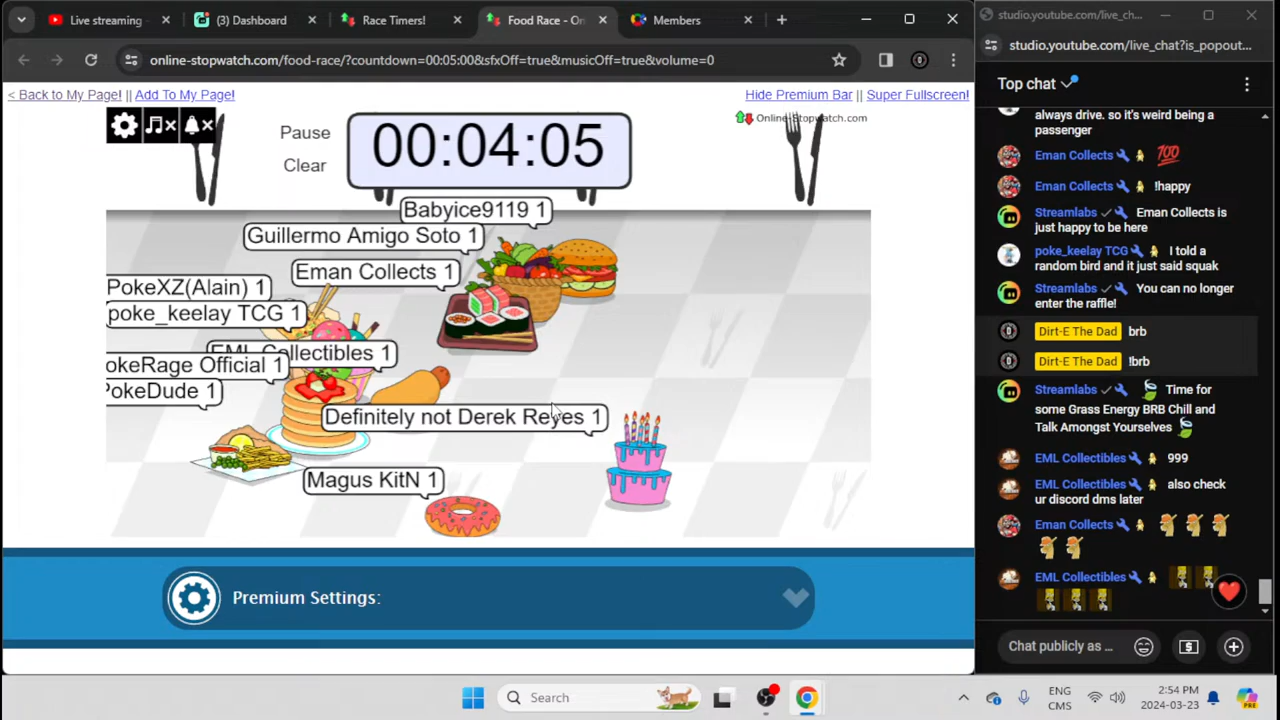 Live streaming
(3) Dashboard
Race Timers!
Food Race - On
Members
studio.youtube.com/live_ch...
online-stopwatch.com/food-race/?countdown=00:05:00&sfxOff=true&musicOff=true&volume=0
studio.youtube.com/live_chat?is_popout...
< Back to My Page! || Add To My Page!
Hide Premium Bar || Super Fullscreen!
Pause
Clear
00:04:05
Online-Stopwatch.com
Babyice9119 1
Guillermo Amigo Soto 1
Eman Collects 1
PokeXZ(Alain) 1
poke_keelay TCG 1
EML Collectibles 1
okeRage Official 1
PokeDude 1
Definitely not Derek Reyes 1
Magus KitN 1
Premium Settings:
Top chat
always drive. so it's weird being a
passenger
Eman Collects 100
Eman Collects !happy
Streamlabs Eman Collects is
just happy to be here
poke_keelay TCG I told a
random bird and it just said squak
Streamlabs You can no longer
enter the raffle!
Dirt-E The Dad brb
Dirt-E The Dad !brb
Streamlabs Time for
some Grass Energy BRB Chill and
Talk Amongst Yourselves
EML Collectibles 999
EML Collectibles also check
ur discord dms later
Eman Collects
EML Collectibles
Chat publicly as ...
Search
ENG
CMS
2:54 PM
2024-03-23
PRE